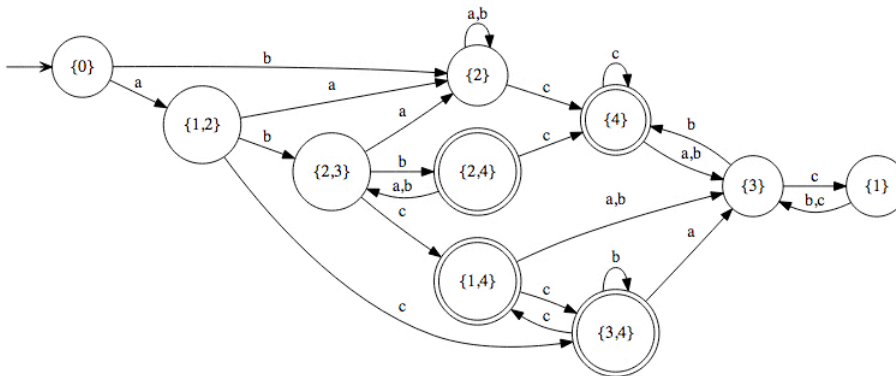 a,b
{0}
b
{2}
c
c
a
a
{4}
{1,2}
b
a
c
b
b
{2,3}
{2,4}
a,b
a,b
{3}
c
{1}
b,c
c
a,b
a
{1,4}
b
c
c
c
{3,4}